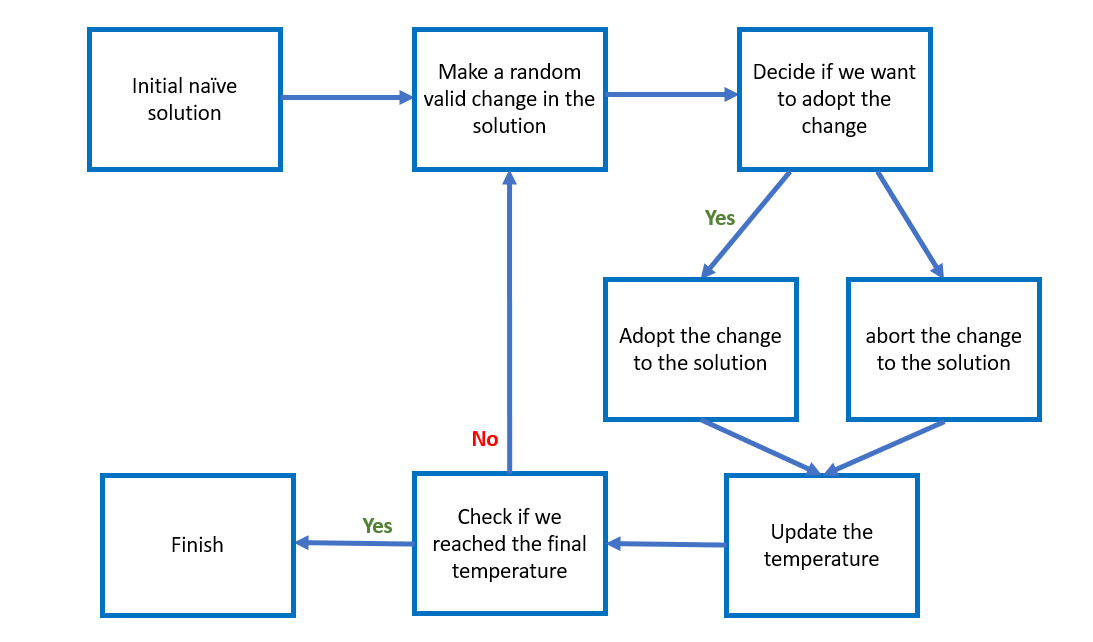 Initial naïve
solution
Make a random
valid change in the
solution
Decide if we want
to adopt the
change
Yes
Adopt the change
to the solution
abort the change
to the solution
No
Finish
Yes
Check if we
reached the final
temperature
Update the
temperature